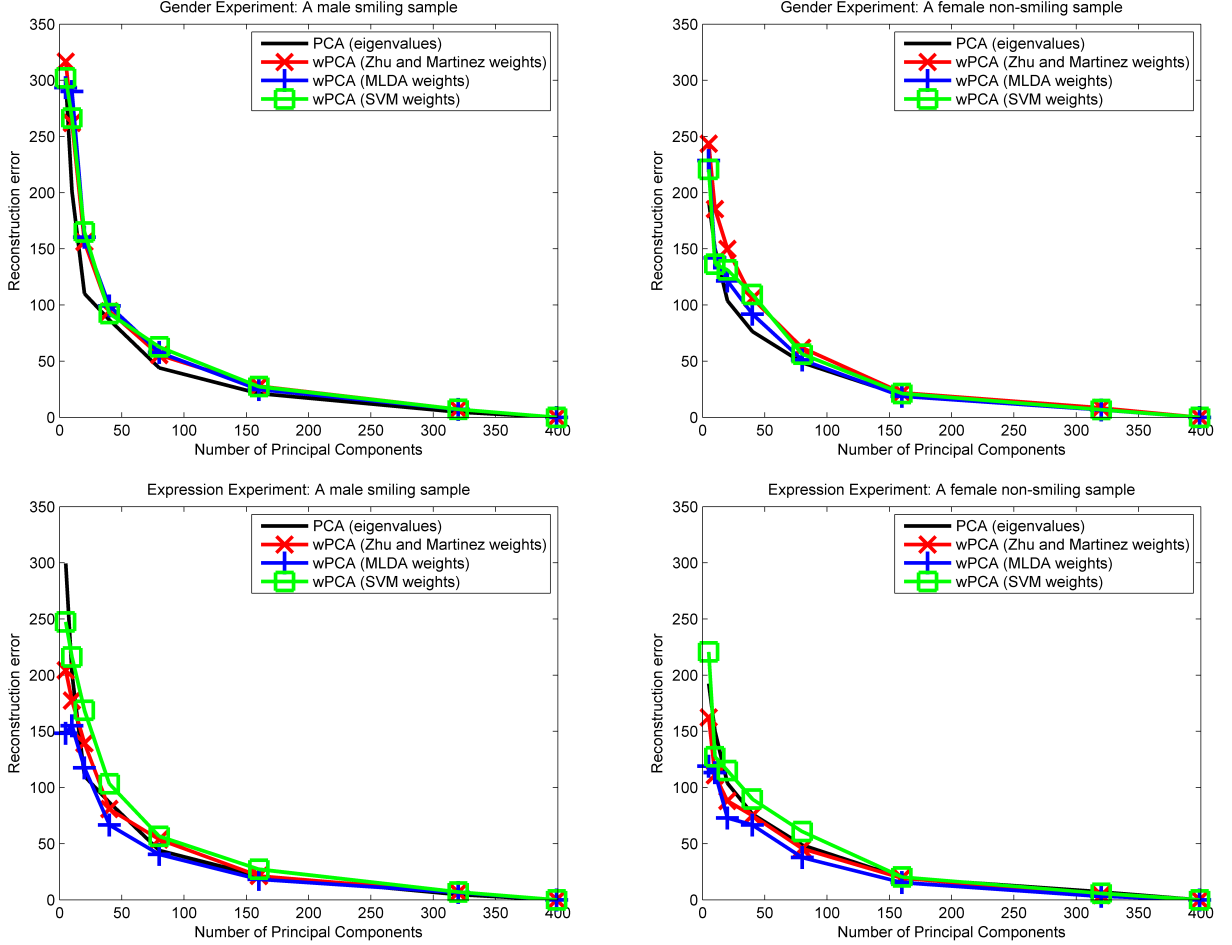 Gender Experiment: A male smiling sample
350
300
250
200
150
100
50
0
Reconstruction error
PCA (eigenvalues)
wPCA (Zhu and Martinez weights)
wPCA (MLDA weights)
wPCA (SVM weights)
0 50 100 150 200 250 300 350 400
Number of Principal Components
Gender Experiment: A female non-smiling sample
350
300
250
200
150
100
50
0
Reconstruction error
PCA (eigenvalues)
wPCA (Zhu and Martinez weights)
wPCA (MLDA weights)
wPCA (SVM weights)
0 50 100 150 200 250 300 350 400
Number of Principal Components
Expression Experiment: A male smiling sample
350
300
250
200
150
100
50
0
Reconstruction error
PCA (eigenvalues)
wPCA (Zhu and Martinez weights)
wPCA (MLDA weights)
wPCA (SVM weights)
0 50 100 150 200 250 300 350 400
Number of Principal Components
Expression Experiment: A female non-smiling sample
350
300
250
200
150
100
50
0
Reconstruction error
PCA (eigenvalues)
wPCA (Zhu and Martinez weights)
wPCA (MLDA weights)
wPCA (SVM weights)
0 50 100 150 200 250 300 350 400
Number of Principal Components